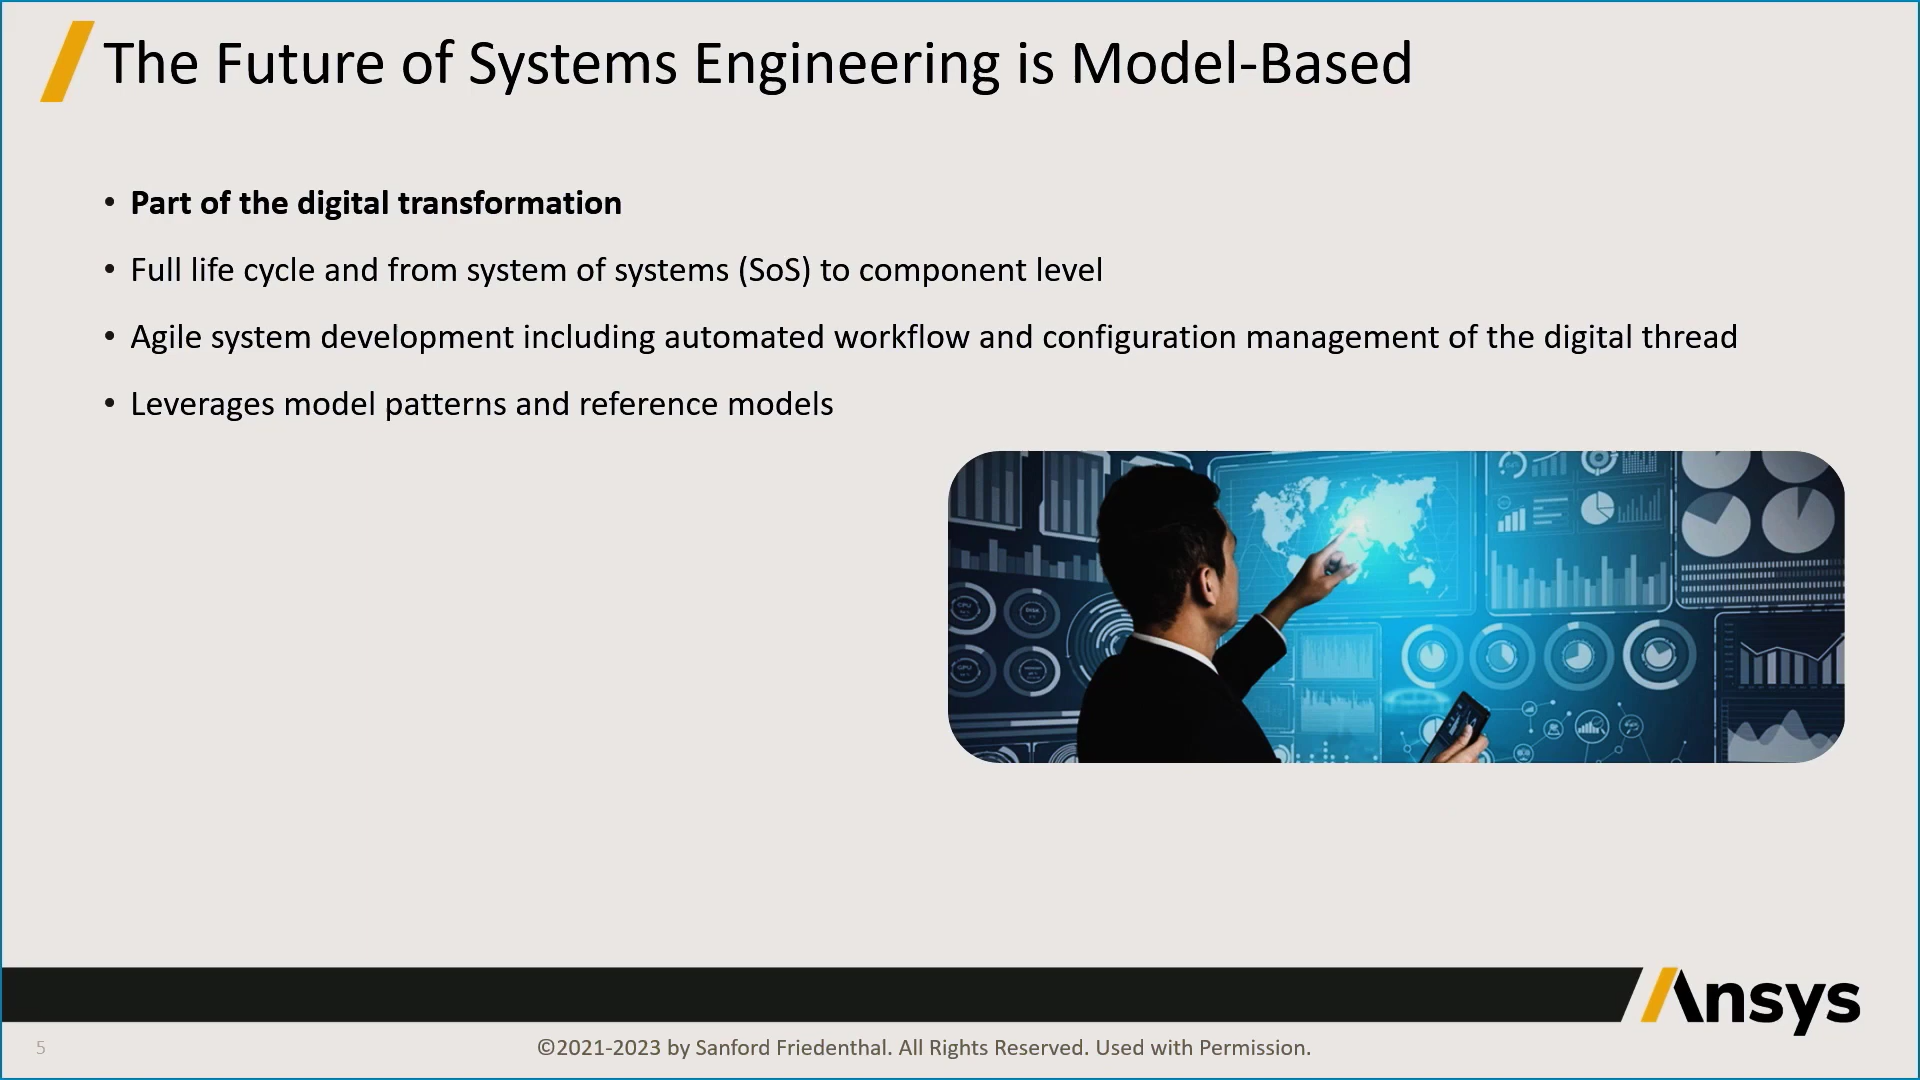 The Future of Systems Engineering is Model-Based
• Part of the digital transformation
• Full life cycle and from system of systems (SoS) to component level
• Agile system development including automated workflow and configuration management of the digital thread
• Leverages model patterns and reference models
CPU
DISK
CPU
Ansys
5
©2021-2023 by Sanford Friedenthal. All Rights Reserved. Used with Permission.